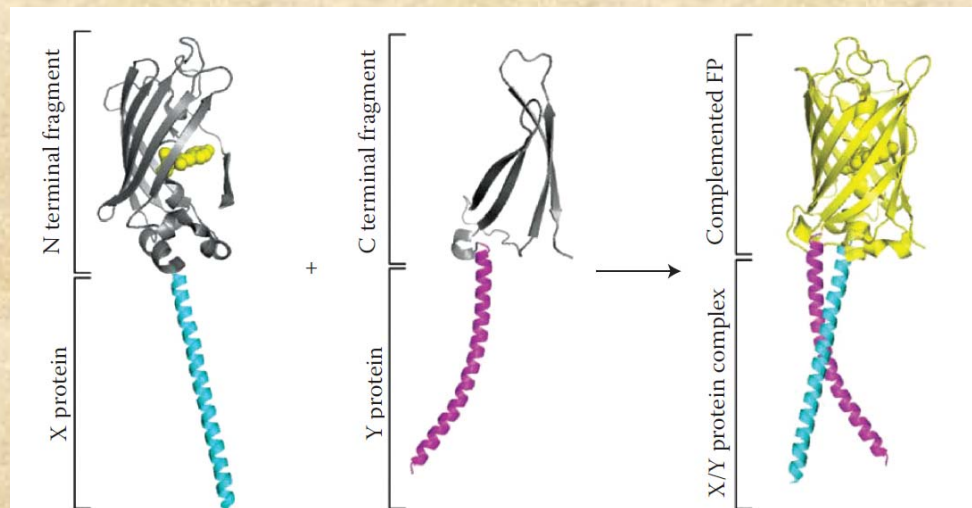 N terminal fragment
X protein
+
C terminal fragment
Y protein
Complemented FP
X/Y protein complex